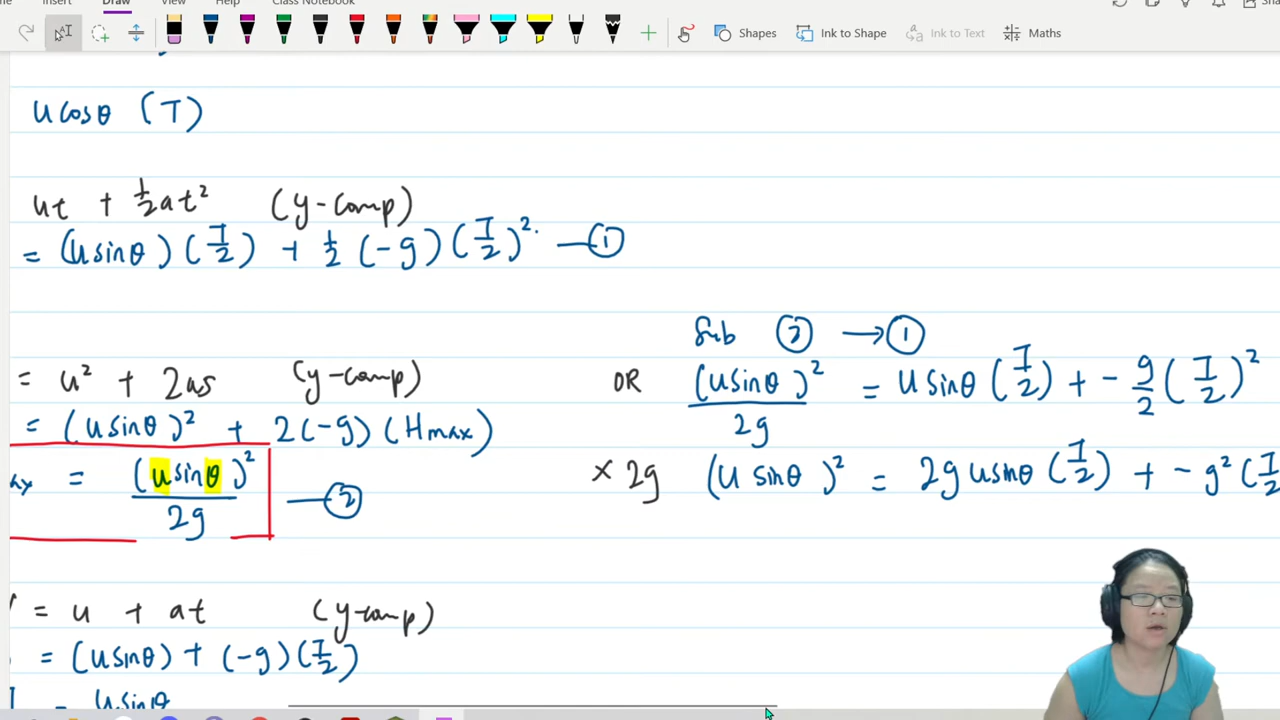 Insert Draw View Help Class Notebook
Shapes Ink to Shape Ink to Text Maths
u cosθ (T)
ut + ½at² (y-comp)
= (u sinθ)(T/2) + ½(-g)(T/2)². —①
Sub ② → ①
= u² + 2as (y-comp)
OR (u sinθ)²/2g = u sinθ (T/2) + - g/2 (T/2)²
= (u sinθ)² + 2(-g)(Hmax)
= (u sinθ)²/2g —②
× 2g (u sinθ)² = 2g u sinθ (T/2) + - g² (T/2
= u + at (y-comp)
= (u sinθ) + (-g)(T/2)
= u sinθ